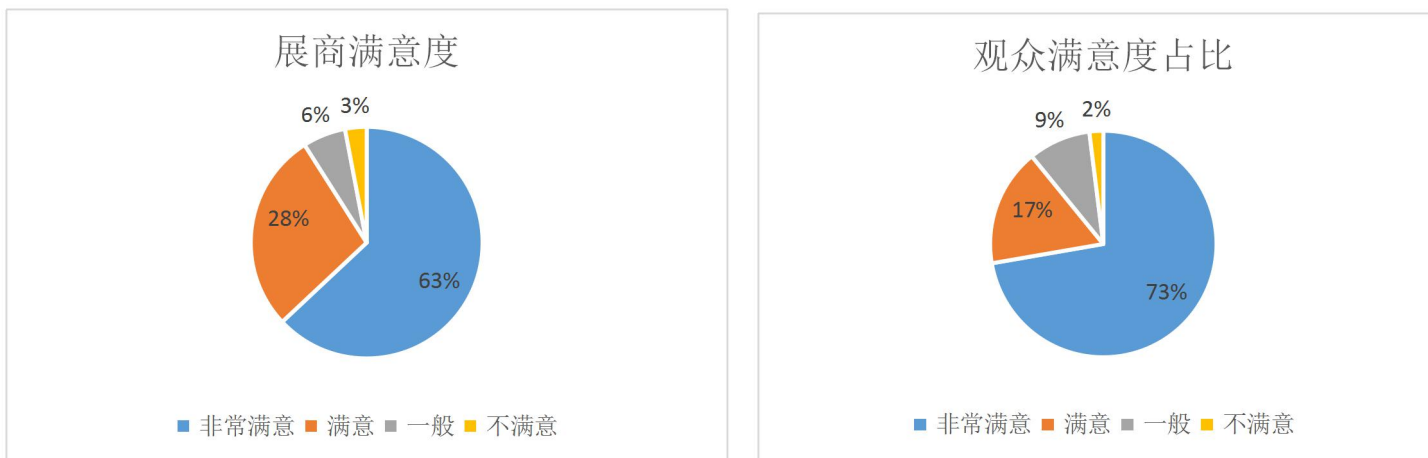 展商满意度
3%
6%
28%
63%
非常满意 满意 一般 不满意
观众满意度占比
2%
9%
17%
73%
非常满意 满意 一般 不满意